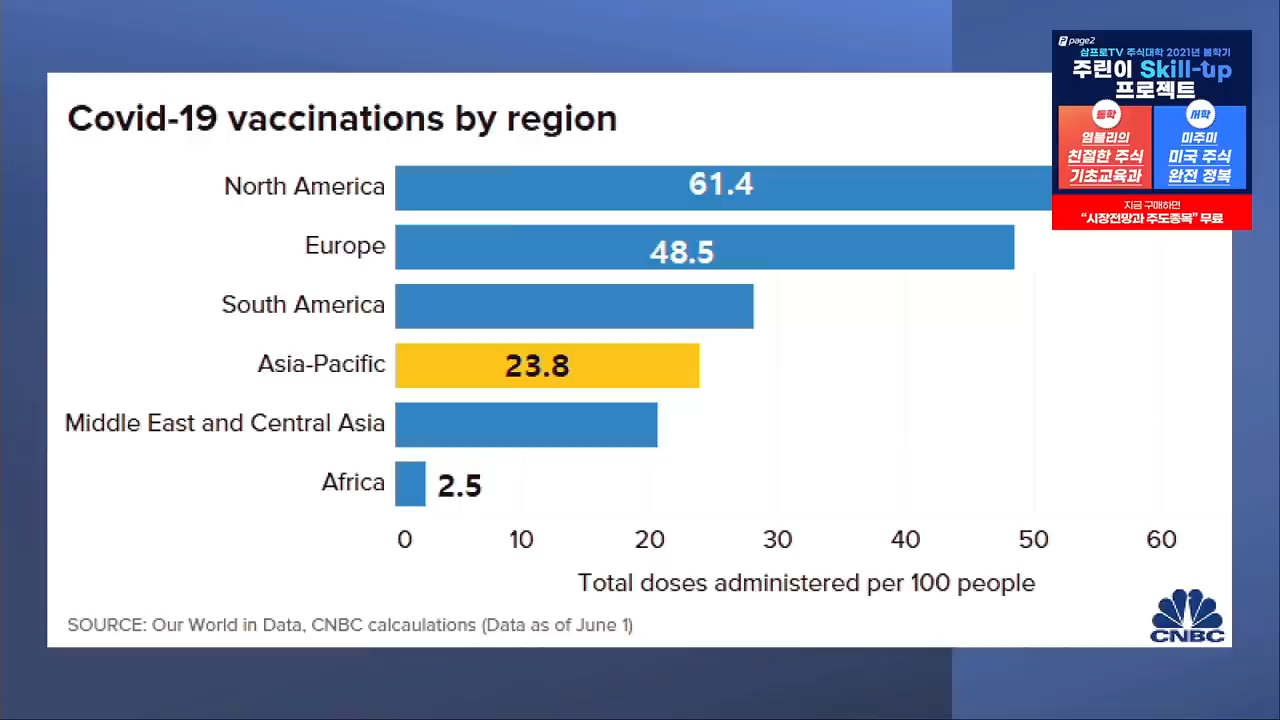 page2
삼프로TV 주식대학 2021년 봄학기
주린이 Skill-up
프로젝트
동학
염블리의
친절한 주식
기초교육과
서학
미주미
미국 주식
완전 정복
지금 구매하면
“시장전망과 주도종목” 무료
Covid-19 vaccinations by region
North America
61.4
Europe
48.5
South America
Asia-Pacific
23.8
Middle East and Central Asia
Africa
2.5
0 10 20 30 40 50 60
Total doses administered per 100 people
SOURCE: Our World in Data, CNBC calcaulations (Data as of June 1)
CNBC